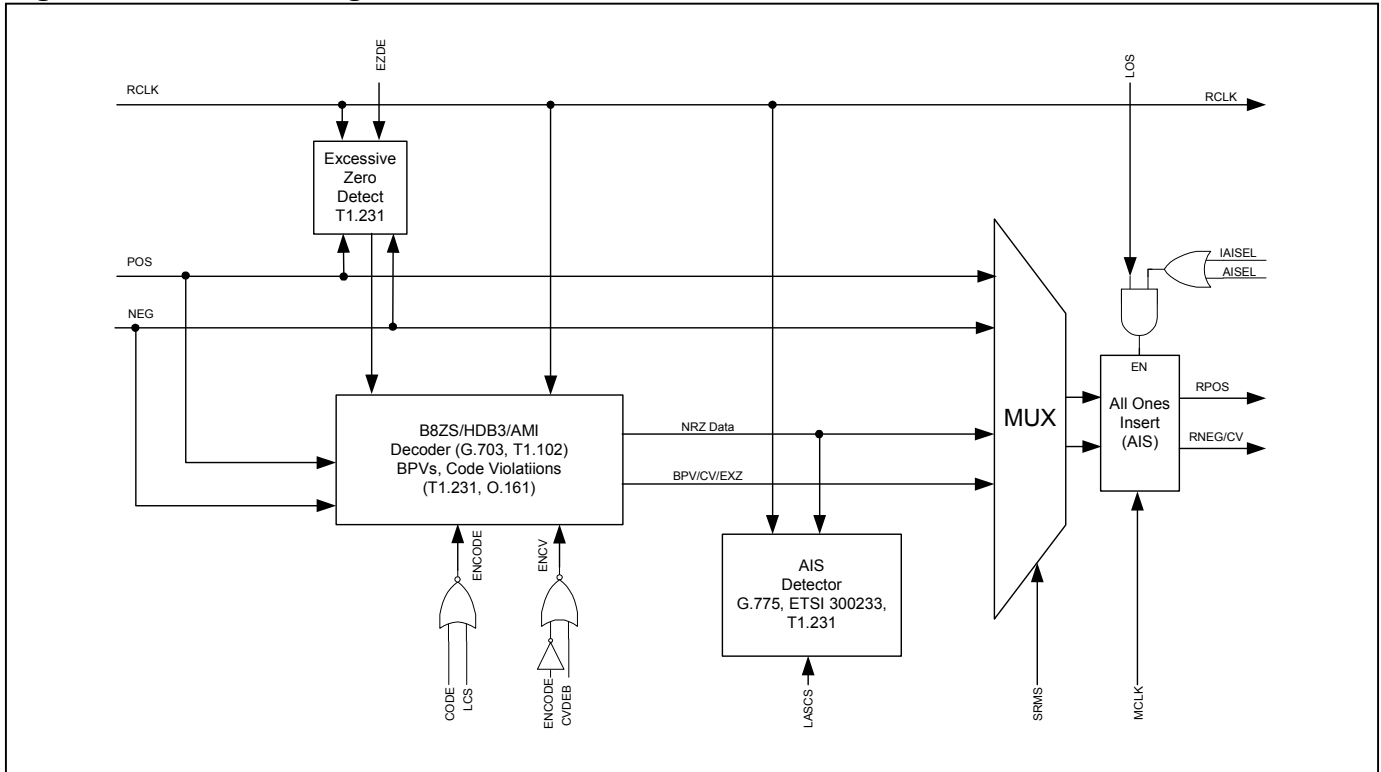 EZDE
LOS
RCLK
RCLK
Excessive
Zero
Detect
T1.231
IAISEL
AISEL
POS
NEG
EN
All Ones
Insert
(AIS)
RPOS
RNEG/CV
MUX
B8ZS/HDB3/AMI
Decoder (G.703, T1.102)
BPVs, Code Violatiions
(T1.231, O.161)
NRZ Data
BPV/CV/EXZ
ENCODE
ENCV
AIS
Detector
G.775, ETSI 300233,
T1.231
CODE
LCS
ENCODE
CVDEB
LASCS
SRMS
MCLK